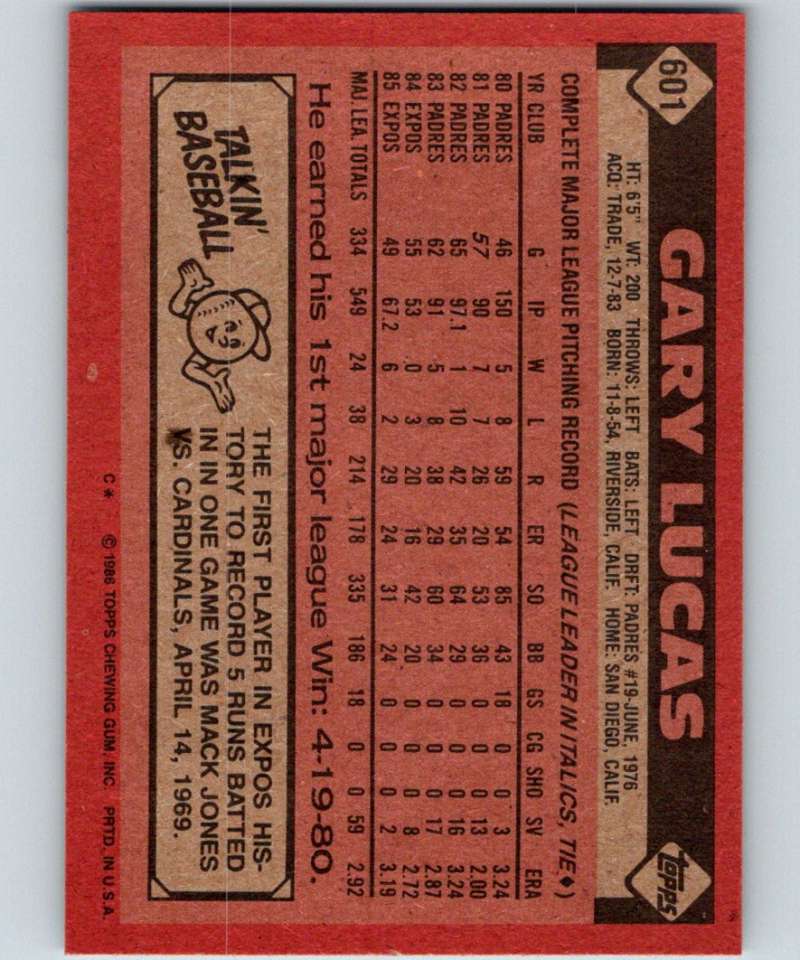 601
GARY LUCAS
topps
HT: 6'5" WT: 200 THROWS: LEFT BATS: LEFT DRFT: PADRES #19-JUNE, 1976
ACQ: TRADE, 12-7-83 BORN: 11-8-54, RIVERSIDE, CALIF. HOME: SAN DIEGO, CALIF.
COMPLETE MAJOR LEAGUE PITCHING RECORD (LEAGUE LEADER IN ITALICS, TIE ♦)
YR CLUB G IP W L R ER SO BB GS CG SHO SV ERA
80 PADRES 46 150 5 8 59 54 85 43 18 0 0 3 3.24
81 PADRES 57 90 7 7 26 20 53 36 0 0 0 13 2.00
82 PADRES 65 97.1 1 10 42 35 64 29 0 0 0 16 3.24
83 PADRES 62 91 5 8 38 29 60 34 0 0 0 17 2.87
84 EXPOS 55 53 0 3 20 16 42 20 0 0 0 8 2.72
85 EXPOS 49 67.2 6 2 29 24 31 24 0 0 0 2 3.19
MAJ. LEA. TOTALS 334 549 24 38 214 178 335 186 18 0 0 59 2.92
He earned his 1st major league Win: 4-19-80.
TALKIN'
BASEBALL
THE FIRST PLAYER IN EXPOS HIS-
TORY TO RECORD 5 RUNS BATTED
IN IN ONE GAME WAS MACK JONES
VS. CARDINALS, APRIL 14, 1969.
C* © 1986 TOPPS CHEWING GUM, INC. PRTD. IN U.S.A.